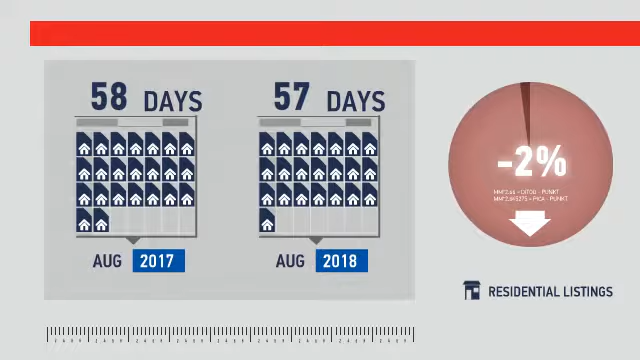 58 DAYS
57 DAYS
AUG 2017
AUG 2018
-2%
RESIDENTIAL LISTINGS